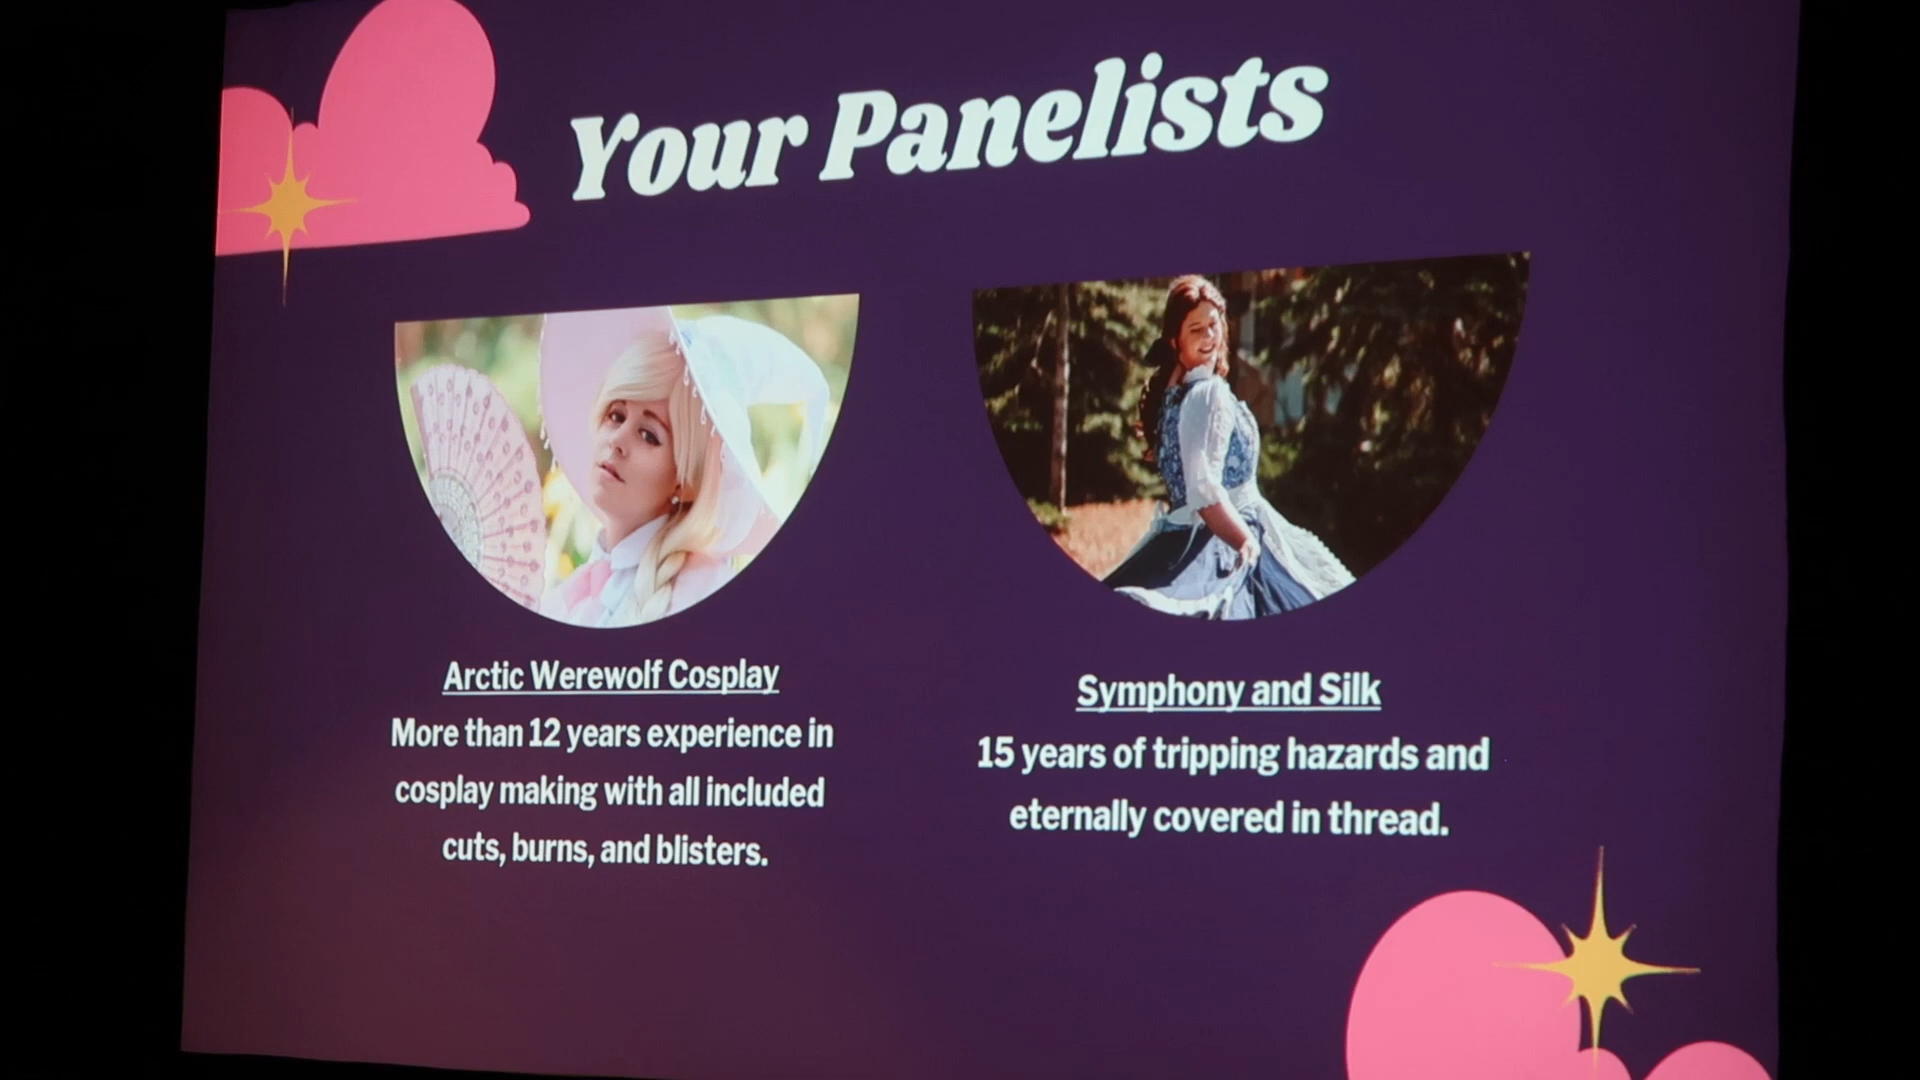 Your Panelists
Arctic Werewolf Cosplay
More than 12 years experience in
cosplay making with all included
cuts, burns, and blisters.
Symphony and Silk
15 years of tripping hazards and
eternally covered in thread.